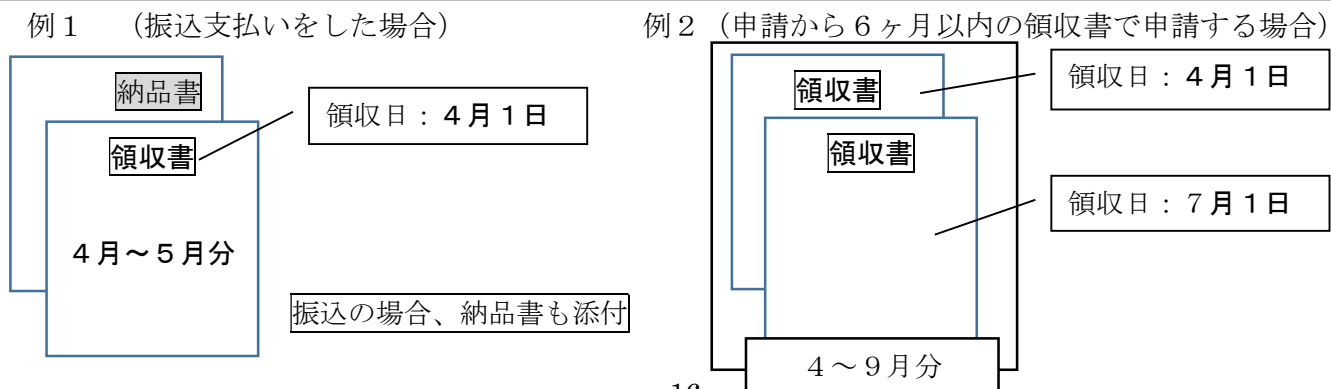 例１　（振込支払いをした場合）
納品書
領収書
領収日：４月１日
４月～５月分
振込の場合、納品書も添付
例２（申請から６ヶ月以内の領収書で申請する場合）
領収書
領収日：４月１日
領収書
領収日：７月１日
４～９月分